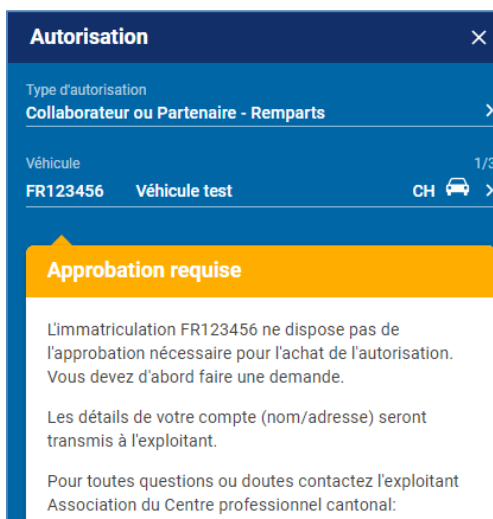 Autorisation
Type d'autorisation
Collaborateur ou Partenaire - Remparts
Véhicule 1/3
FR123456 Véhicule test CH
Approbation requise
L'immatriculation FR123456 ne dispose pas de
l'approbation nécessaire pour l'achat de l'autorisation.
Vous devez d'abord faire une demande.
Les détails de votre compte (nom/adresse) seront
transmis à l'exploitant.
Pour toutes questions ou doutes contactez l'exploitant
Association du Centre professionnel cantonal: